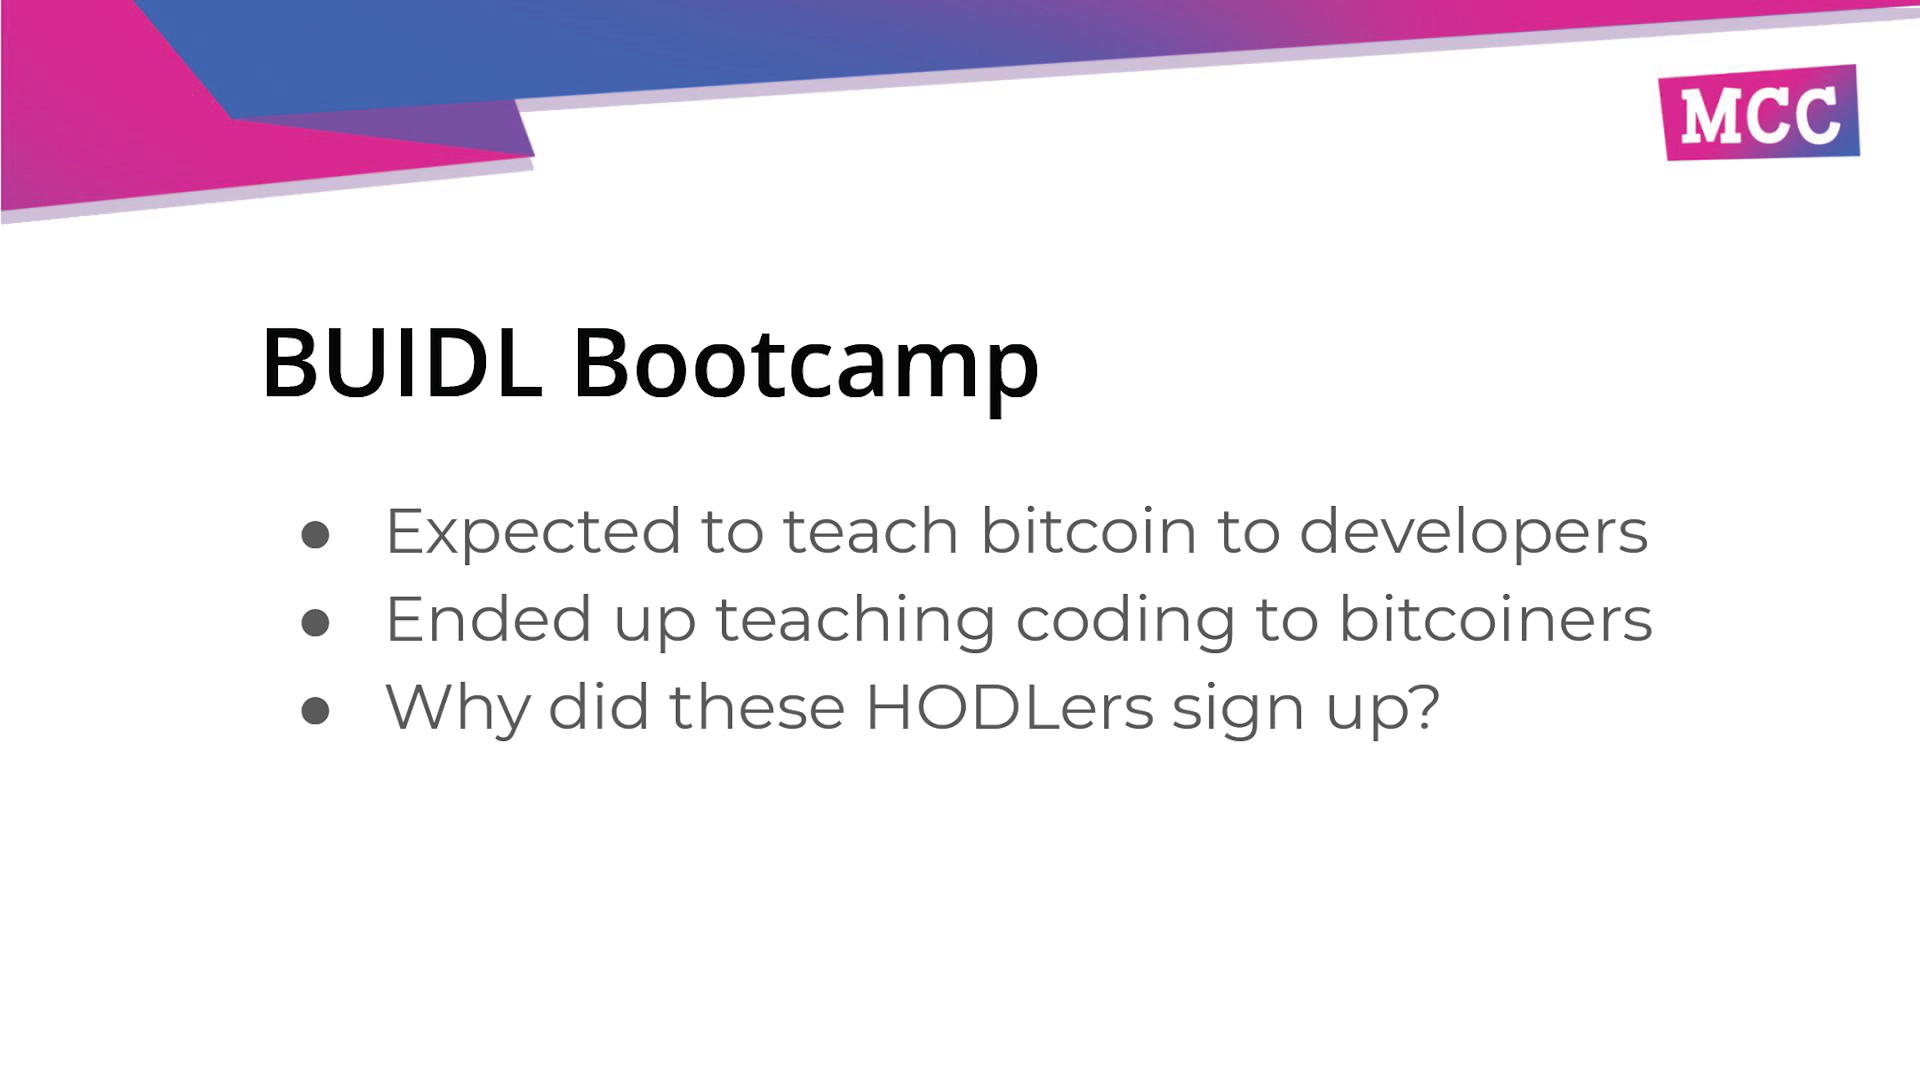 MCC
BUIDL Bootcamp
● Expected to teach bitcoin to developers
● Ended up teaching coding to bitcoiners
● Why did these HODLers sign up?